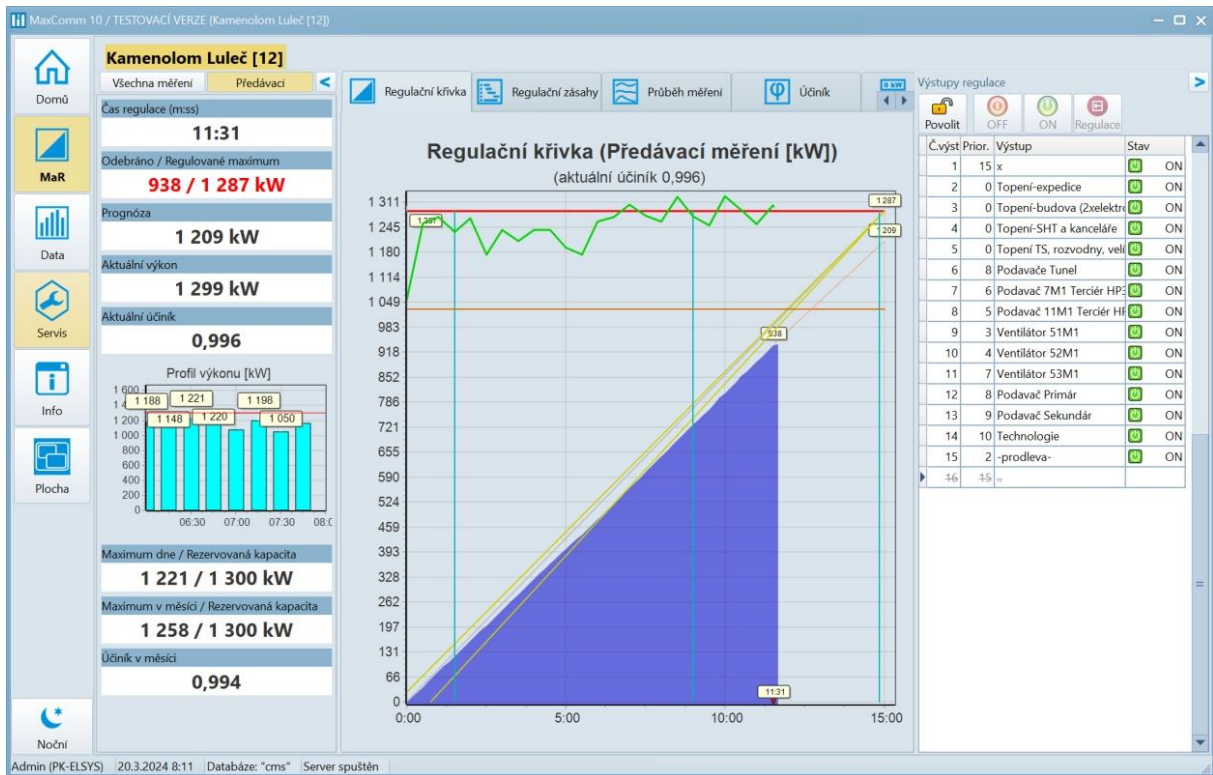 MaxComm 10 / TESTOVACÍ VERZE (Kamenolom Luleč [12])
Domů
MaR
Data
Servis
Info
Plocha
Noční
Kamenolom Luleč [12]
Všechna měření Předávací <
Čas regulace (m:ss)
11:31
Odebráno / Regulované maximum
938 / 1 287 kW
Prognóza
1 209 kW
Aktuální výkon
1 299 kW
Aktuální účiník
0,996
Profil výkonu [kW]
1 600
1 4
1 200
1 000
800
600
400
200
0
1 188 1 221 1 198
1 148 1 220 1 050
06:30 07:00 07:30 08:0
Maximum dne / Rezervovaná kapacita
1 221 / 1 300 kW
Maximum v měsíci / Rezervovaná kapacita
1 258 / 1 300 kW
Účiník v měsíci
0,994
Regulační křivka Regulační zásahy Průběh měření φ Účiník 0 kW
Regulační křivka (Předávací měření [kW])
(aktuální účiník 0,996)
1 311
1 245
1 180
1 114
1 049
983
918
852
786
721
655
590
524
459
393
328
262
197
131
66
0
1 287
1 209
938
11:31
0:00 5:00 10:00 15:00
Výstupy regulace >
Povolit OFF ON Regulace
Č.výst Prior. Výstup Stav
1 15 x ON
2 0 Topení-expedice ON
3 0 Topení-budova (2xelektro ON
4 0 Topení-SHT a kanceláře ON
5 0 Topení TS, rozvodny, velí ON
6 8 Podavače Tunel ON
7 6 Podavač 7M1 Terciér HP3 ON
8 5 Podavač 11M1 Terciér HP ON
9 3 Ventilátor 51M1 ON
10 4 Ventilátor 52M1 ON
11 7 Ventilátor 53M1 ON
12 8 Podavač Primár ON
13 9 Podavač Sekundár ON
14 10 Technologie ON
15 2 -prodleva- ON
16 15 -
Admin (PK-ELSYS) 20.3.2024 8:11 Databáze: "cms" Server spuštěn